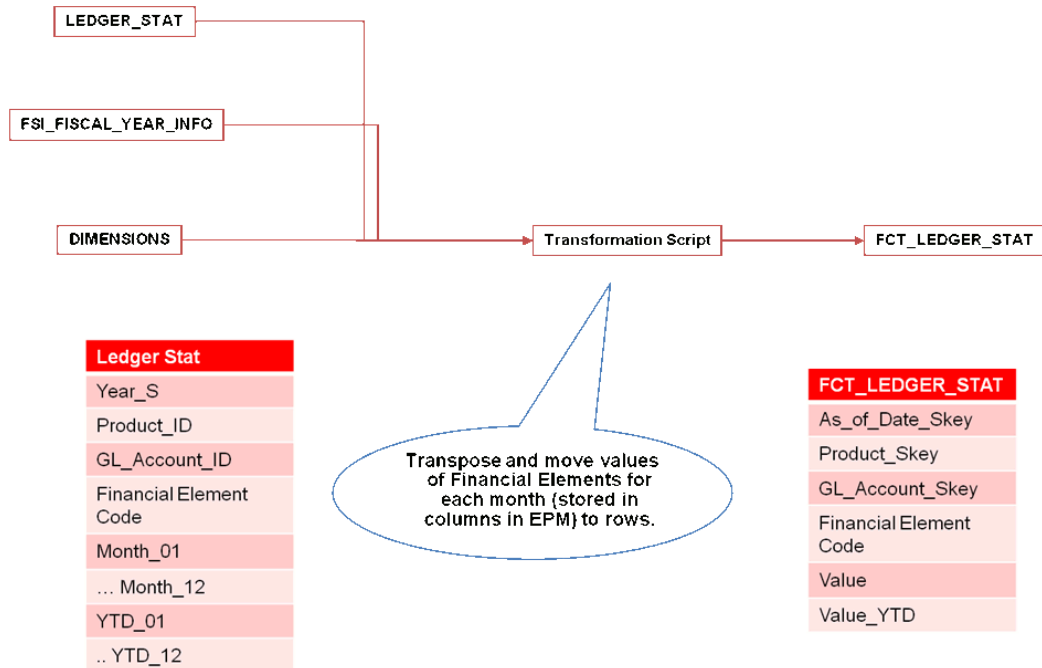 LEDGER_STAT
FSI_FISCAL_YEAR_INFO
DIMENSIONS
Transformation Script
FCT_LEDGER_STAT
Ledger Stat
Year_S
Product_ID
GL_Account_ID
Financial Element
Code
Month_01
... Month_12
YTD_01
.. YTD_12
Transpose and move values
of Financial Elements for
each month (stored in
columns in EPM) to rows.
FCT_LEDGER_STAT
As_of_Date_Skey
Product_Skey
GL_Account_Skey
Financial Element
Code
Value
Value_YTD